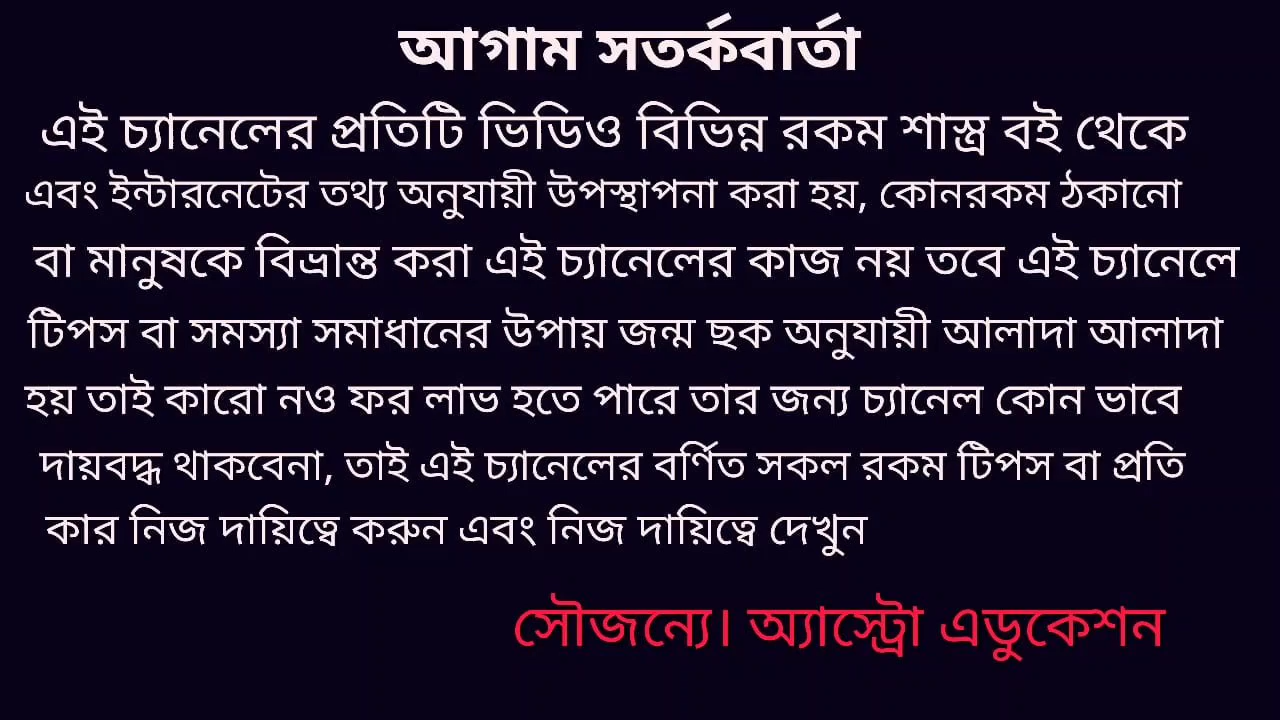 আগাম সতর্কবার্তা
এই চ্যানেলের প্রতিটি ভিডিও বিভিন্ন রকম শাস্ত্র বই থেকে
এবং ইন্টারনেটের তথ্য অনুযায়ী উপস্থাপনা করা হয়, কোনরকম ঠকানো
বা মানুষকে বিভ্রান্ত করা এই চ্যানেলের কাজ নয় তবে এই চ্যানেলে
টিপস বা সমস্যা সমাধানের উপায় জন্ম ছক অনুযায়ী আলাদা আলাদা
হয় তাই কারো নও ফর লাভ হতে পারে তার জন্য চ্যানেল কোন ভাবে
দায়বদ্ধ থাকবেনা, তাই এই চ্যানেলের বর্ণিত সকল রকম টিপস বা প্রতি
কার নিজ দায়িত্বে করুন এবং নিজ দায়িত্বে দেখুন
সৌজন্যে। অ্যাস্ট্রো এডুকেশন